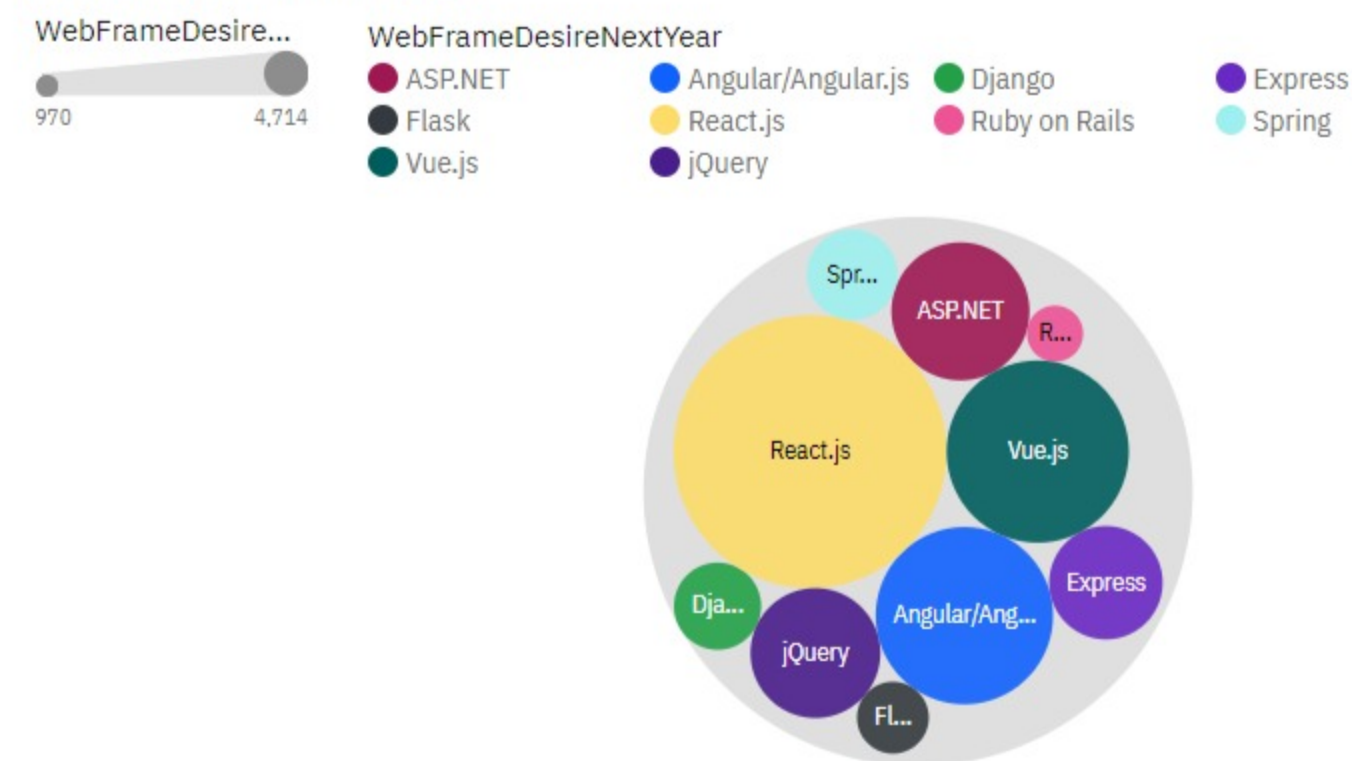 WebFrameDesire...
970 4,714
WebFrameDesireNextYear
ASP.NET Angular/Angular.js Django Express
Flask React.js Ruby on Rails Spring
Vue.js jQuery
Spr...
ASP.NET
R...
React.js
Vue.js
Express
Dja...
Angular/Ang...
jQuery
Fl...